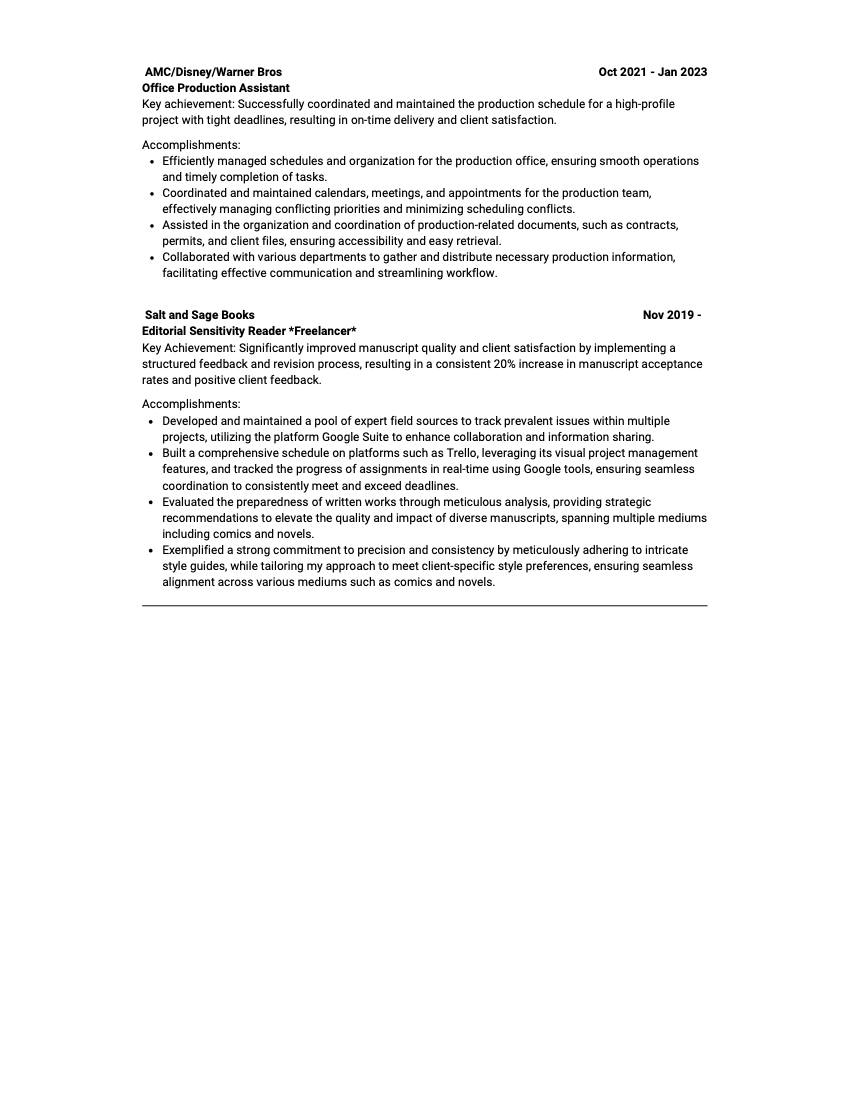 AMC/Disney/Warner Bros Oct 2021 - Jan 2023
Office Production Assistant
Key achievement: Successfully coordinated and maintained the production schedule for a high-profile
project with tight deadlines, resulting in on-time delivery and client satisfaction.
Accomplishments:
• Efficiently managed schedules and organization for the production office, ensuring smooth operations
and timely completion of tasks.
• Coordinated and maintained calendars, meetings, and appointments for the production team,
effectively managing conflicting priorities and minimizing scheduling conflicts.
• Assisted in the organization and coordination of production-related documents, such as contracts,
permits, and client files, ensuring accessibility and easy retrieval.
• Collaborated with various departments to gather and distribute necessary production information,
facilitating effective communication and streamlining workflow.
Salt and Sage Books Nov 2019 -
Editorial Sensitivity Reader *Freelancer*
Key Achievement: Significantly improved manuscript quality and client satisfaction by implementing a
structured feedback and revision process, resulting in a consistent 20% increase in manuscript acceptance
rates and positive client feedback.
Accomplishments:
• Developed and maintained a pool of expert field sources to track prevalent issues within multiple
projects, utilizing the platform Google Suite to enhance collaboration and information sharing.
• Built a comprehensive schedule on platforms such as Trello, leveraging its visual project management
features, and tracked the progress of assignments in real-time using Google tools, ensuring seamless
coordination to consistently meet and exceed deadlines.
• Evaluated the preparedness of written works through meticulous analysis, providing strategic
recommendations to elevate the quality and impact of diverse manuscripts, spanning multiple mediums
including comics and novels.
• Exemplified a strong commitment to precision and consistency by meticulously adhering to intricate
style guides, while tailoring my approach to meet client-specific style preferences, ensuring seamless
alignment across various mediums such as comics and novels.